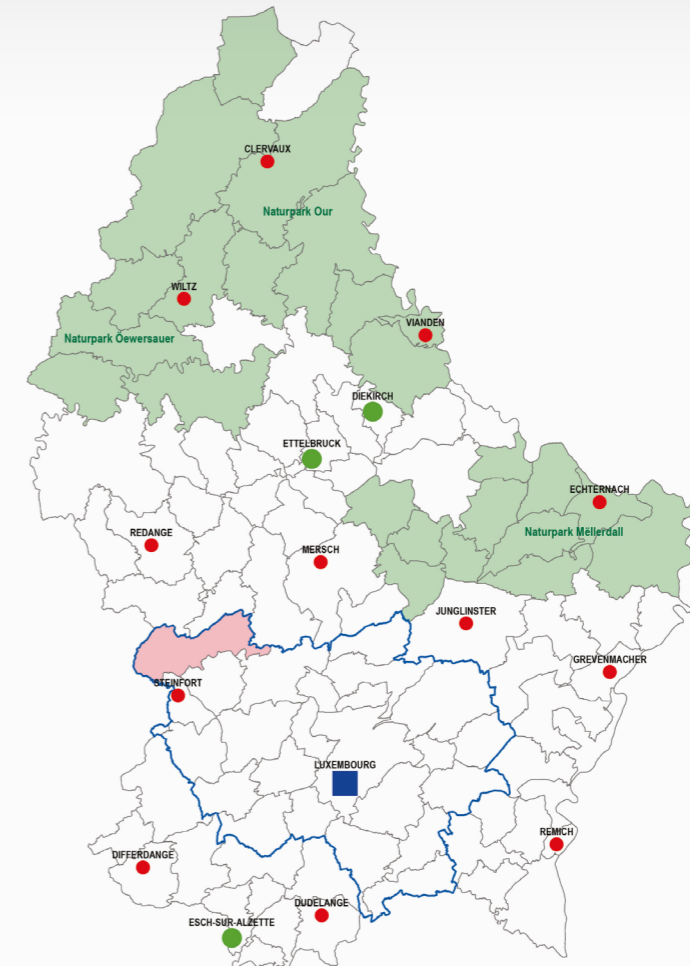 CLERVAUX
Naturpark Our
WILTZ
VIANDEN
Naturpark Öewersauer
DIEKIRCH
ETTELBRUCK
ECHTERNACH
REDANGE
Naturpark Mëllerdall
MERSCH
JUNGLINSTER
GREVENMACHER
STEINFORT
LUXEMBOURG
REMICH
DIFFERDANGE
DUDELANGE
ESCH-SUR-ALZETTE